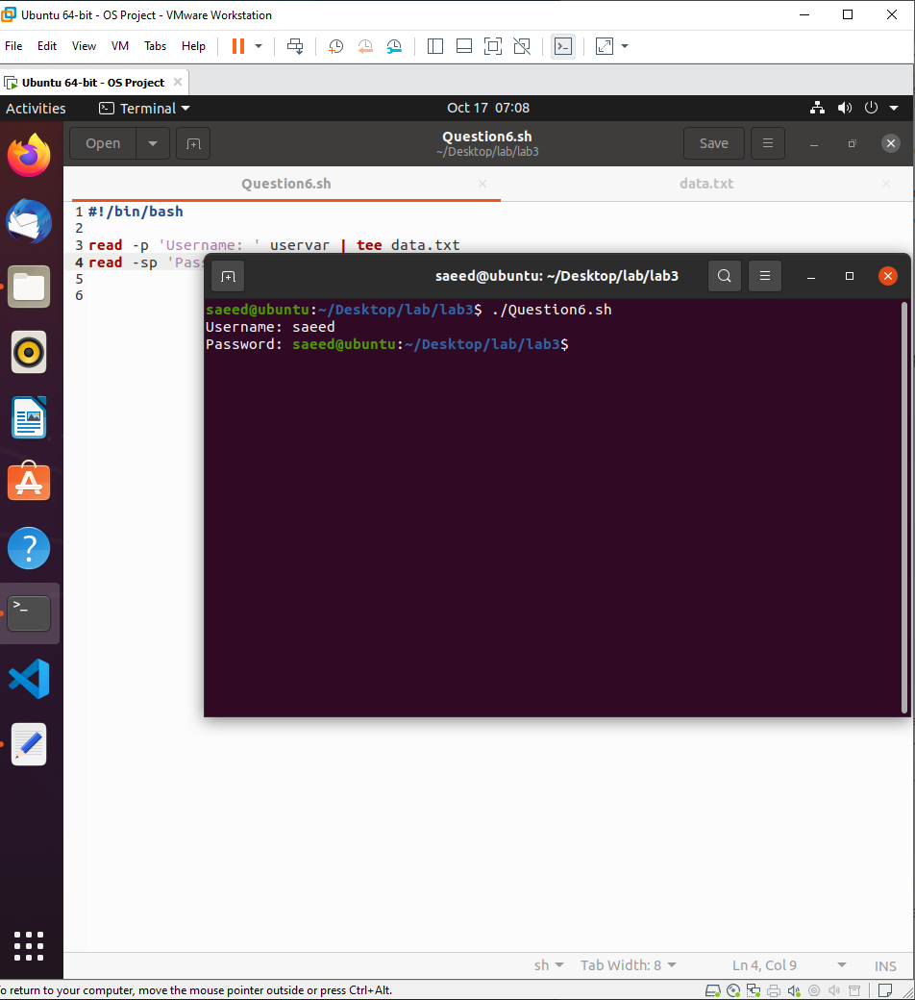 Ubuntu 64-bit - OS Project - VMware Workstation
File Edit View VM Tabs Help
Ubuntu 64-bit - OS Project
Activities Terminal Oct 17 07:08
Open Question6.sh Save
~/Desktop/lab/lab3
Question6.sh data.txt
1 #!/bin/bash
2
3 read -p 'Username: ' uservar | tee data.txt
4 read -sp 'Pas
5
6
saeed@ubuntu: ~/Desktop/lab/lab3
saeed@ubuntu:~/Desktop/lab/lab3$ ./Question6.sh
Username: saeed
Password: saeed@ubuntu:~/Desktop/lab/lab3$
sh Tab Width: 8 Ln 4, Col 9 INS
o return to your computer, move the mouse pointer outside or press Ctrl+Alt.